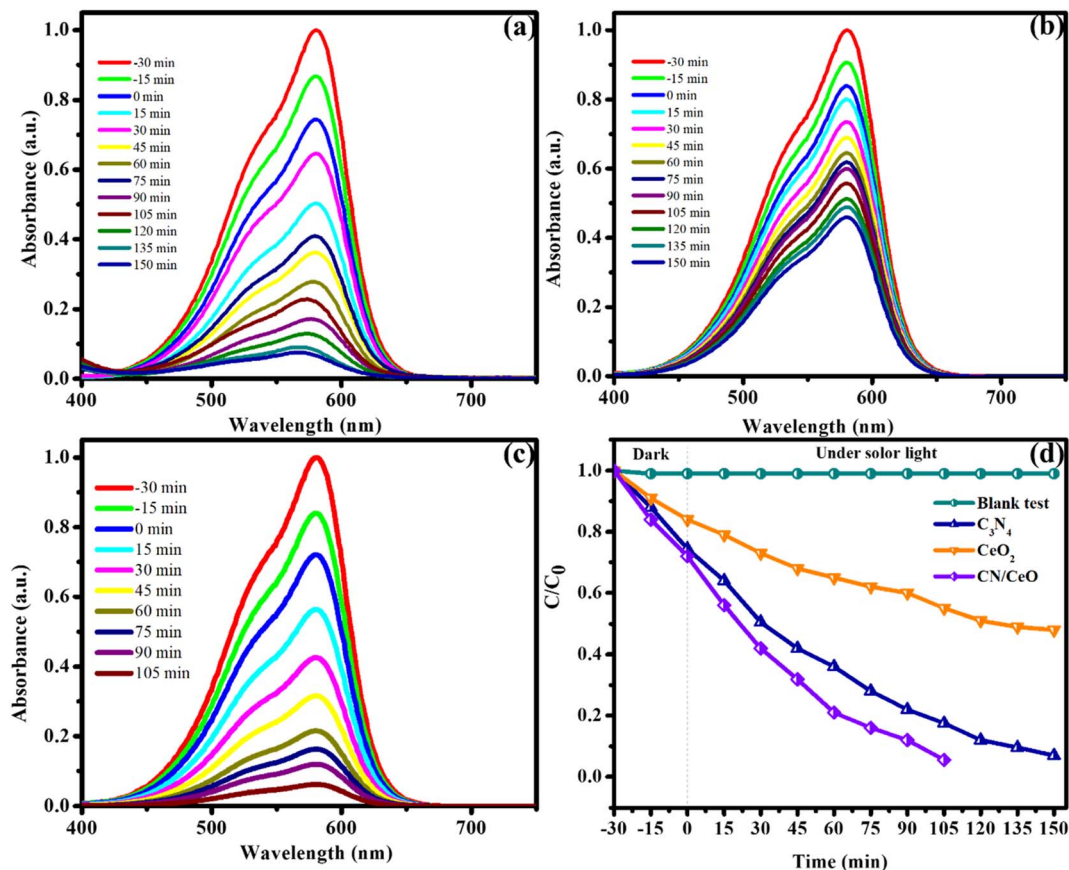 (a)
1.0
0.8
0.6
0.4
0.2
0.0
Absorbance (a.u.)
-30 min
-15 min
0 min
15 min
30 min
45 min
60 min
75 min
90 min
105 min
120 min
135 min
150 min
400 500 600 700
Wavelength (nm)
(b)
1.0
0.8
0.6
0.4
0.2
0.0
Absorbance (a.u.)
-30 min
-15 min
0 min
15 min
30 min
45 min
60 min
75 min
90 min
105 min
120 min
135 min
150 min
400 500 600 700
Wavelength (nm)
(c)
1.0
0.8
0.6
0.4
0.2
0.0
Absorbance (a.u.)
-30 min
-15 min
0 min
15 min
30 min
45 min
60 min
75 min
90 min
105 min
400 500 600 700
Wavelength (nm)
(d)
Dark Under solor light
1.0
0.8
0.6
0.4
0.2
0.0
C/C0
Blank test
C3N4
CeO2
CN/CeO
-30 -15 0 15 30 45 60 75 90 105 120 135 150
Time (min)